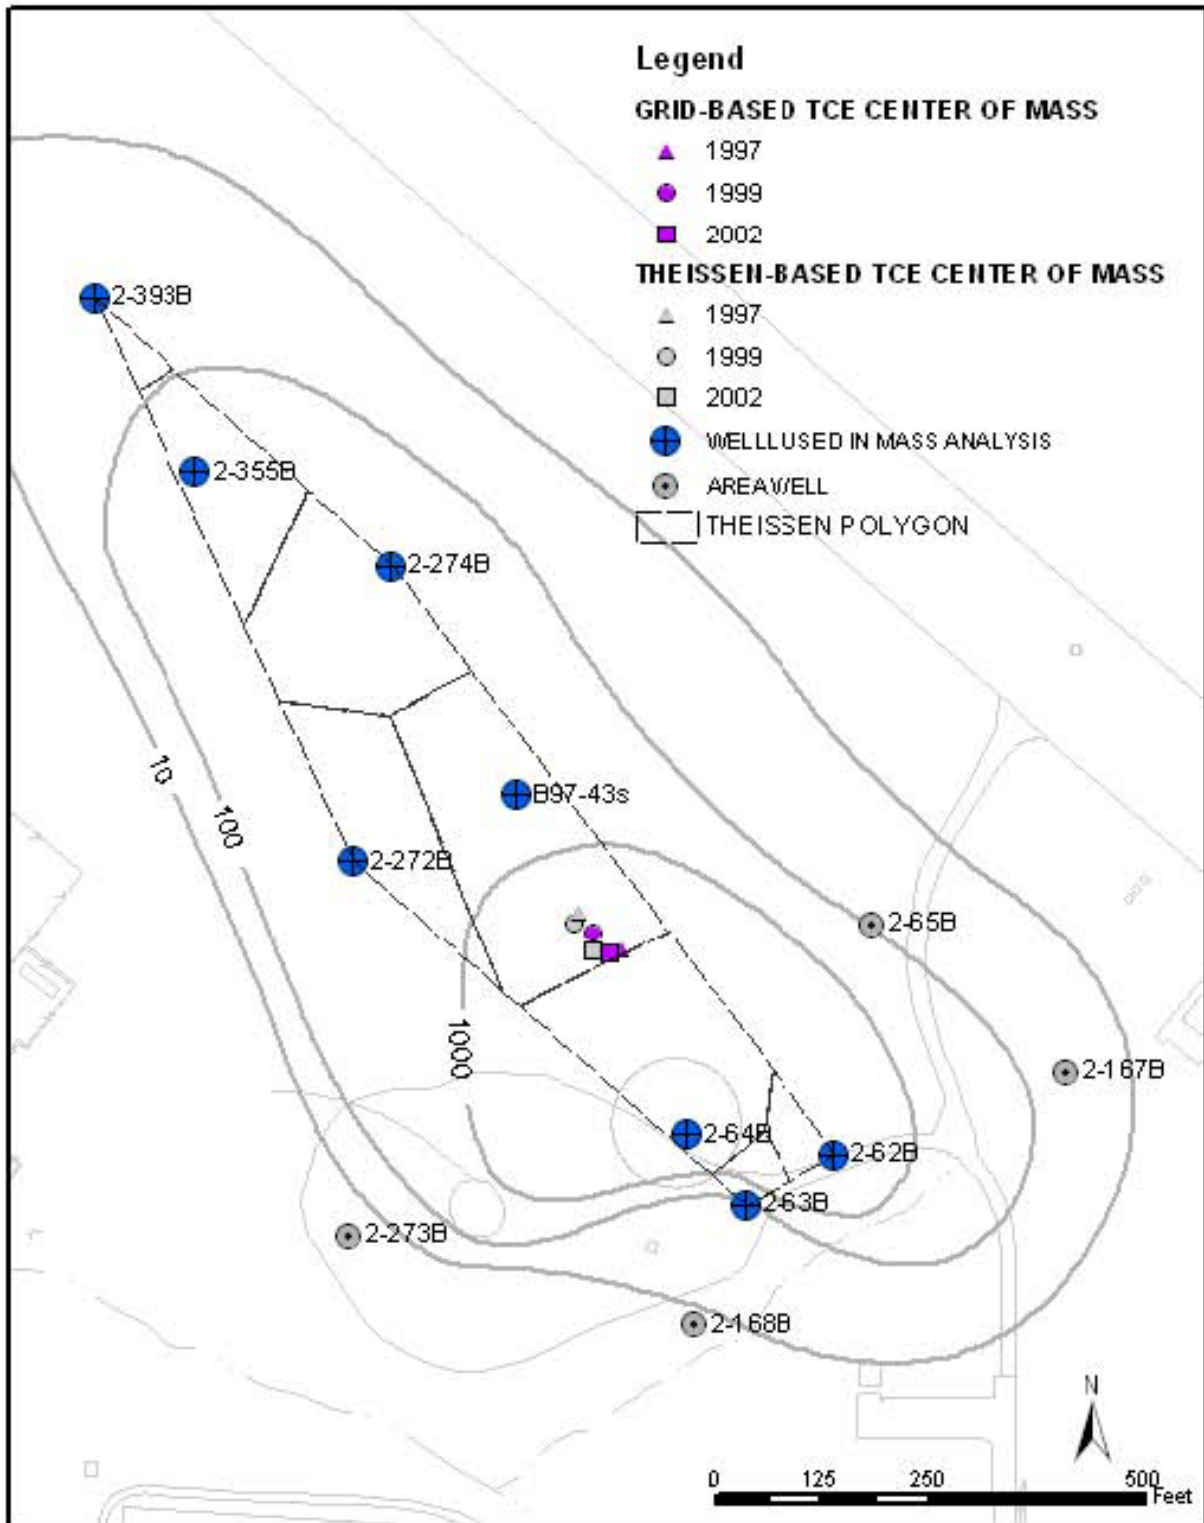 Legend
GRID-BASED TCE CENTER OF MASS
1997
1999
2002
THEISSEN-BASED TCE CENTER OF MASS
1997
1999
2002
WELLLUSED IN MASS ANALYSIS
AREAWELL
THEISSEN POLYGON
2-393B
2-355B
2-274B
10
100
B97-43s
2-272B
2-65B
1000
2-167B
2-64B
2-62B
2-63B
2-273B
2-168B
N
0 125 250 500
Feet